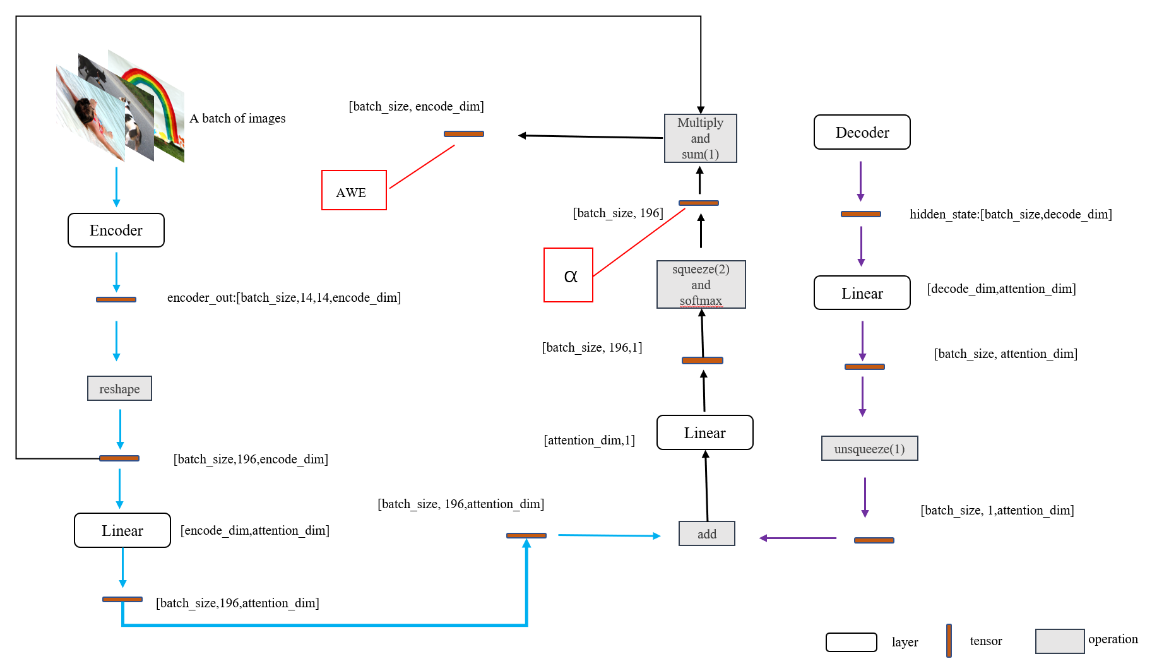 A batch of images
Encoder
encoder_out:[batch_size,14,14,encode_dim]
reshape
[batch_size,196,encode_dim]
Linear
[encode_dim,attention_dim]
[batch_size,196,attention_dim]
[batch_size, 196,attention_dim]
[batch_size, encode_dim]
AWE
Multiply
and
sum(1)
[batch_size, 196]
α
squeeze(2)
and
softmax
[batch_size, 196,1]
Linear
[attention_dim,1]
add
Decoder
hidden_state:[batch_size,decode_dim]
Linear
[decode_dim,attention_dim]
[batch_size, attention_dim]
unsqueeze(1)
[batch_size, 1,attention_dim]
layer
tensor
operation